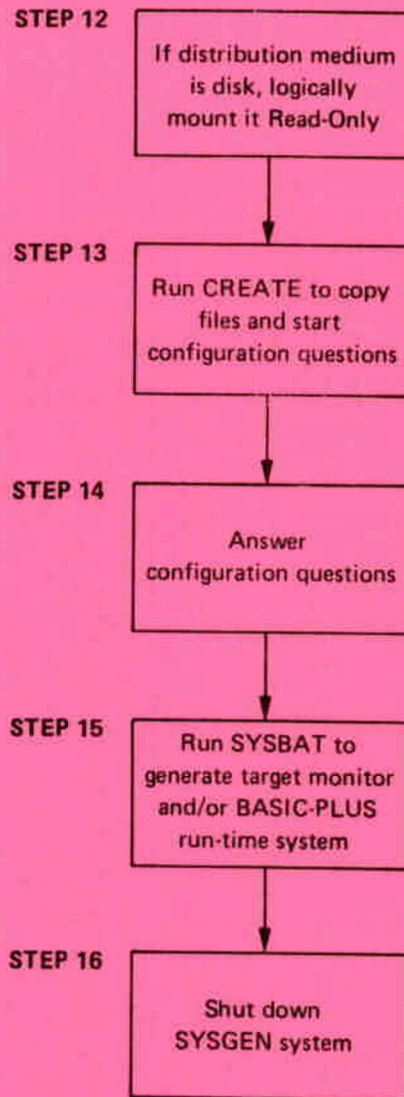 STEP 12
If distribution medium
is disk, logically
mount it Read-Only
STEP 13
Run CREATE to copy
files and start
configuration questions
STEP 14
Answer
configuration questions
STEP 15
Run SYSBAT to
generate target monitor
and/or BASIC-PLUS
run-time system
STEP 16
Shut down
SYSGEN system